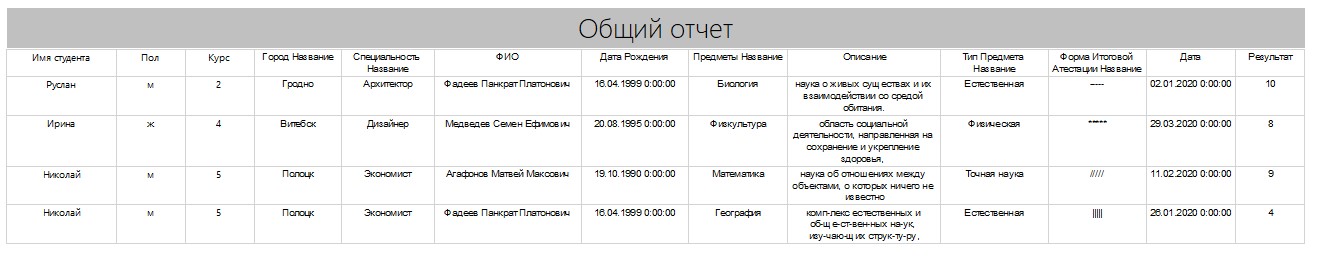 Общий отчет
Имя студента Пол Курс Город Название Специальность Название ФИО Дата Рождения Предметы Название Описание Тип Предмета Название Форма Итоговой Аттестации Название Дата Результат
Руслан м 2 Гродно Архитектор Фадеев Панкрат Платонович 16.04.1999 0:00:00 Биология наука о живых существах и их взаимодействии со средой обитания. Естественная ----- 02.01.2020 0:00:00 10
Ирина ж 4 Витебск Дизайнер Медведев Семен Ефимович 20.08.1995 0:00:00 Физкультура область социальной деятельности, направленная на сохранение и укрепление здоровья, Физическая ***** 29.03.2020 0:00:00 8
Николай м 5 Полоцк Экономист Агафонов Матвей Максович 19.10.1990 0:00:00 Математика наука об отношениях между объектами, о которых ничего не известно Точная наука ///// 11.02.2020 0:00:00 9
Николай м 5 Полоцк Экономист Фадеев Панкрат Платонович 16.04.1999 0:00:00 География комп-лекс естественных и об-щ е-ст-вен-ных на-ук, изу-чаю-щ их струк-ту-ру, Естественная ||||| 26.01.2020 0:00:00 4